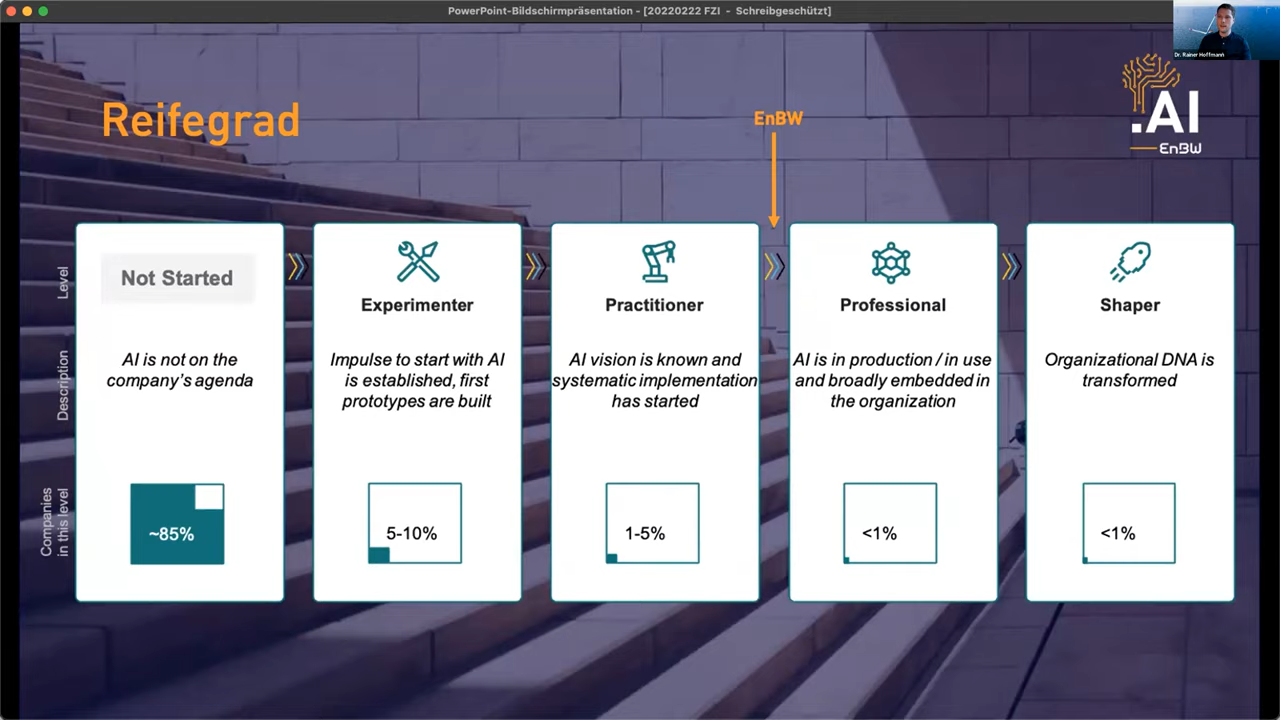 PowerPoint-Bildschirmpräsentation - [20220222 FZI - Schreibgeschützt]
Dr. Rainer Hoffmann
Reifegrad
EnBW
.AI
EnBW
Level
Not Started
Experimenter
Practitioner
Professional
Shaper
Description
AI is not on the
company's agenda
Impulse to start with AI
is established, first
prototypes are built
AI vision is known and
systematic implementation
has started
AI is in production / in use
and broadly embedded in
the organization
Organizational DNA is
transformed
Companies
in this level
~85%
5-10%
1-5%
<1%
<1%